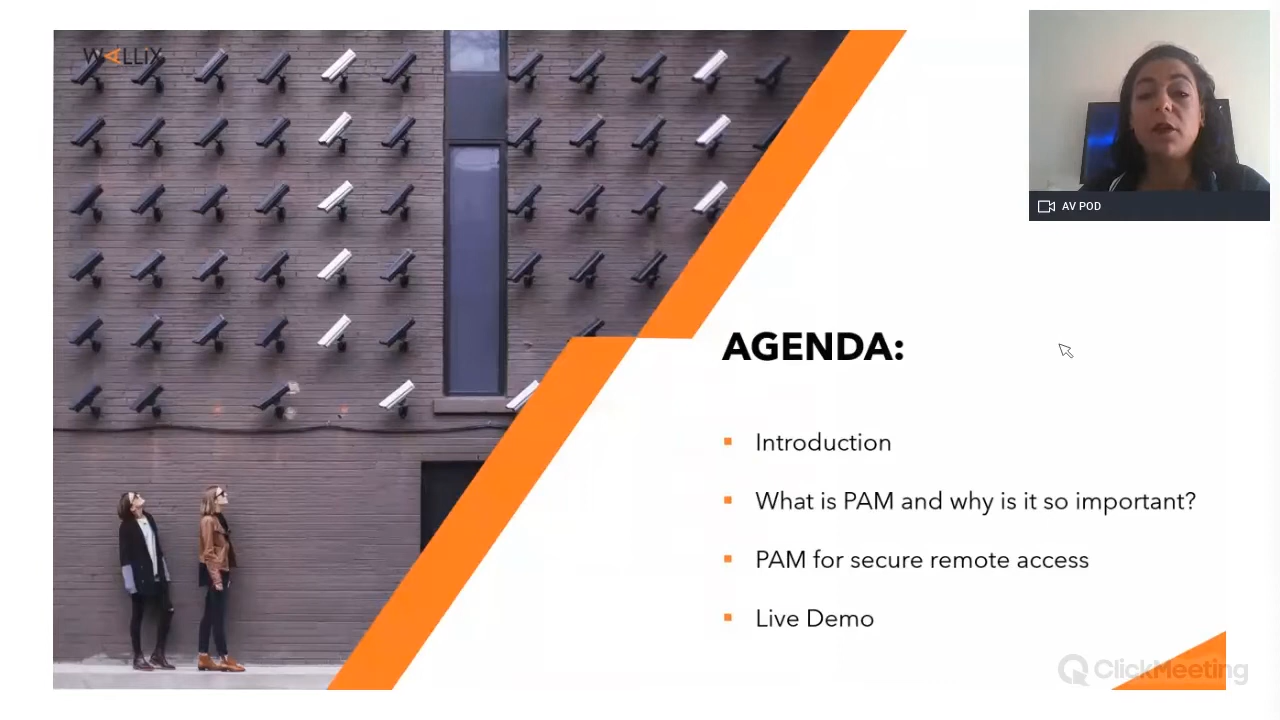 WALLIX
AV POD
AGENDA:
Introduction
What is PAM and why is it so important?
PAM for secure remote access
Live Demo
ClickMeeting